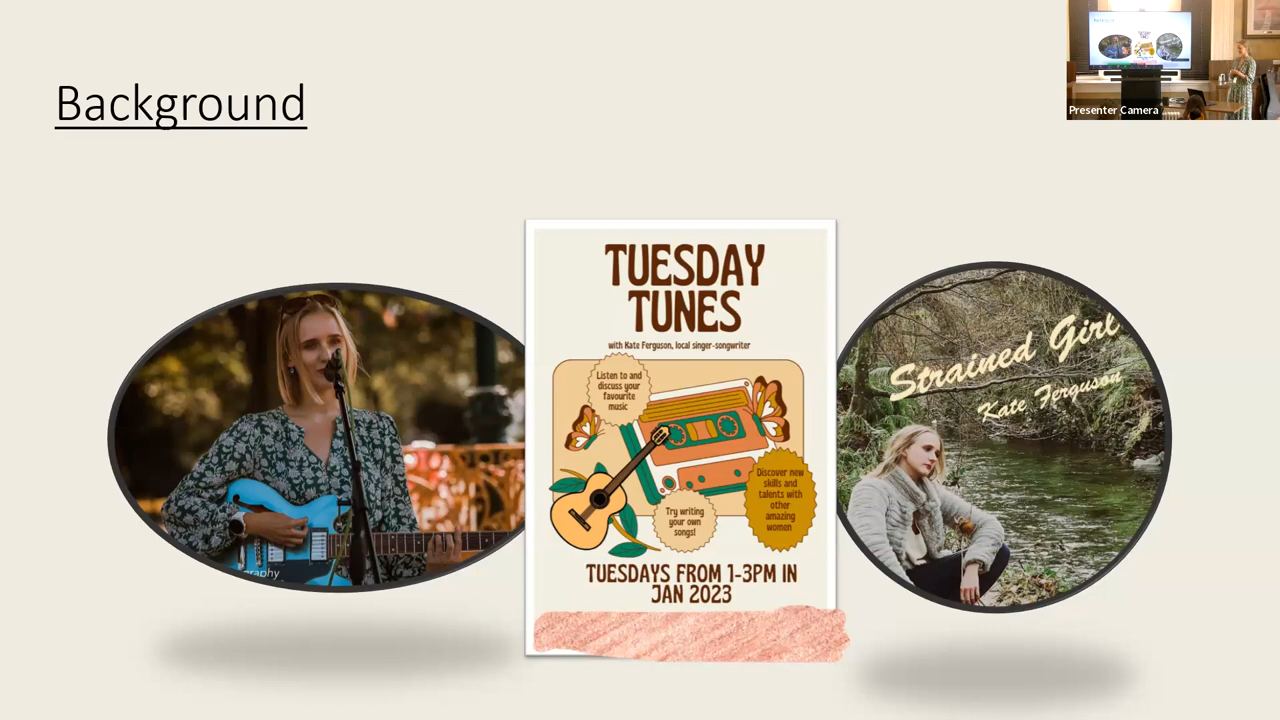 Background
Presenter Camera
TUESDAY
TUNES
with Kate Ferguson, local singer-songwriter
Listen to and
discuss your
favourite
music
Discover new
skills and
talents with
other
amazing
women
Try writing
your own
songs!
TUESDAYS FROM 1-3PM IN
JAN 2023
Strained Girl
Kate Ferguson
graphy